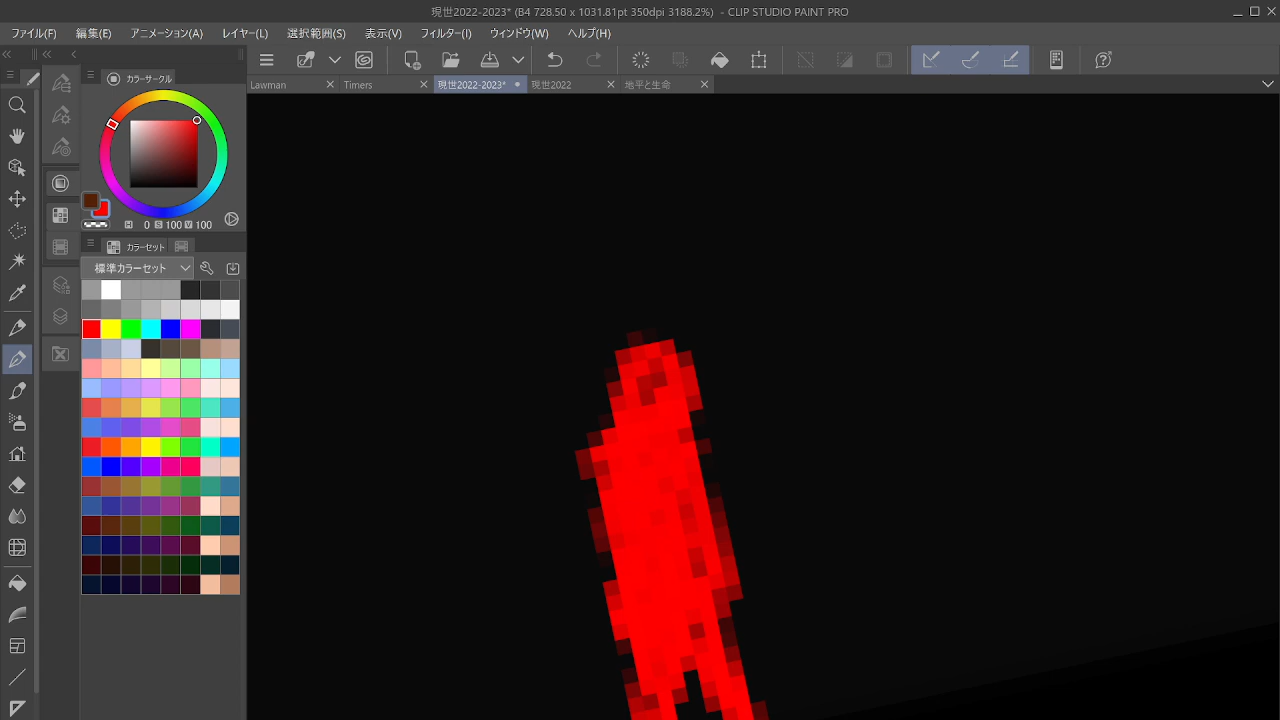 現世2022-2023* (B4 728.50 x 1031.81pt 350dpi 3188.2%) - CLIP STUDIO PAINT PRO
ファイル(F) 編集(E) アニメーション(A) レイヤー(L) 選択範囲(S) 表示(V) フィルター(I) ウィンドウ(W) ヘルプ(H)
カラーサークル
Lawman Timers 現世2022-2023* 現世2022 地平と生命
H 0 S 100 V 100
カラーセット
標準カラーセット